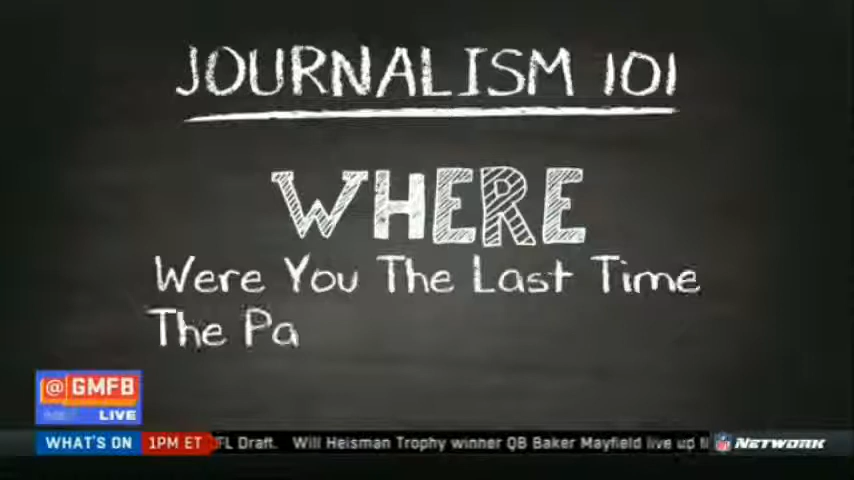 JOURNALISM 101
WHERE
Were You The Last Time
The Pa
@GMFB
LIVE
WHAT'S ON 1PM ET FL Draft. Will Heisman Trophy winner QB Baker Mayfield live up NFL NETWORK